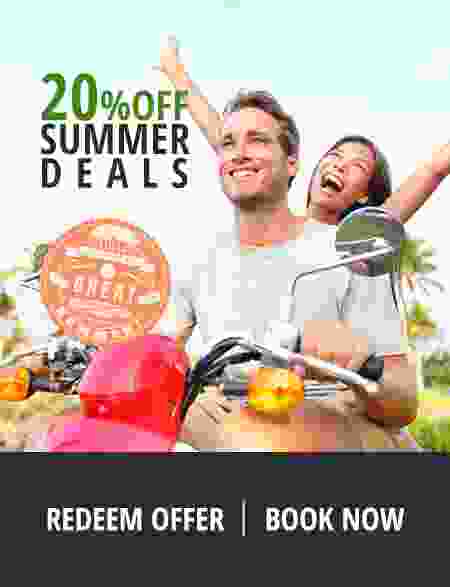 20%OFF
SUMMER
DEALS
GREAT
REDEEM OFFER | BOOK NOW